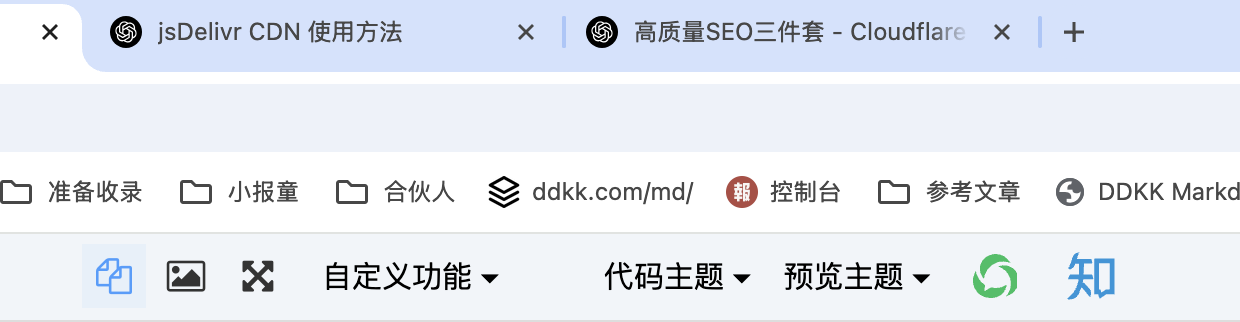 jsDelivr CDN 使用方法 高质量SEO三件套 - Cloudflare
准备收录 小报童 合伙人 ddkk.com/md/ 報 控制台 参考文章 DDKK Markd
自定义功能 代码主题 预览主题 知